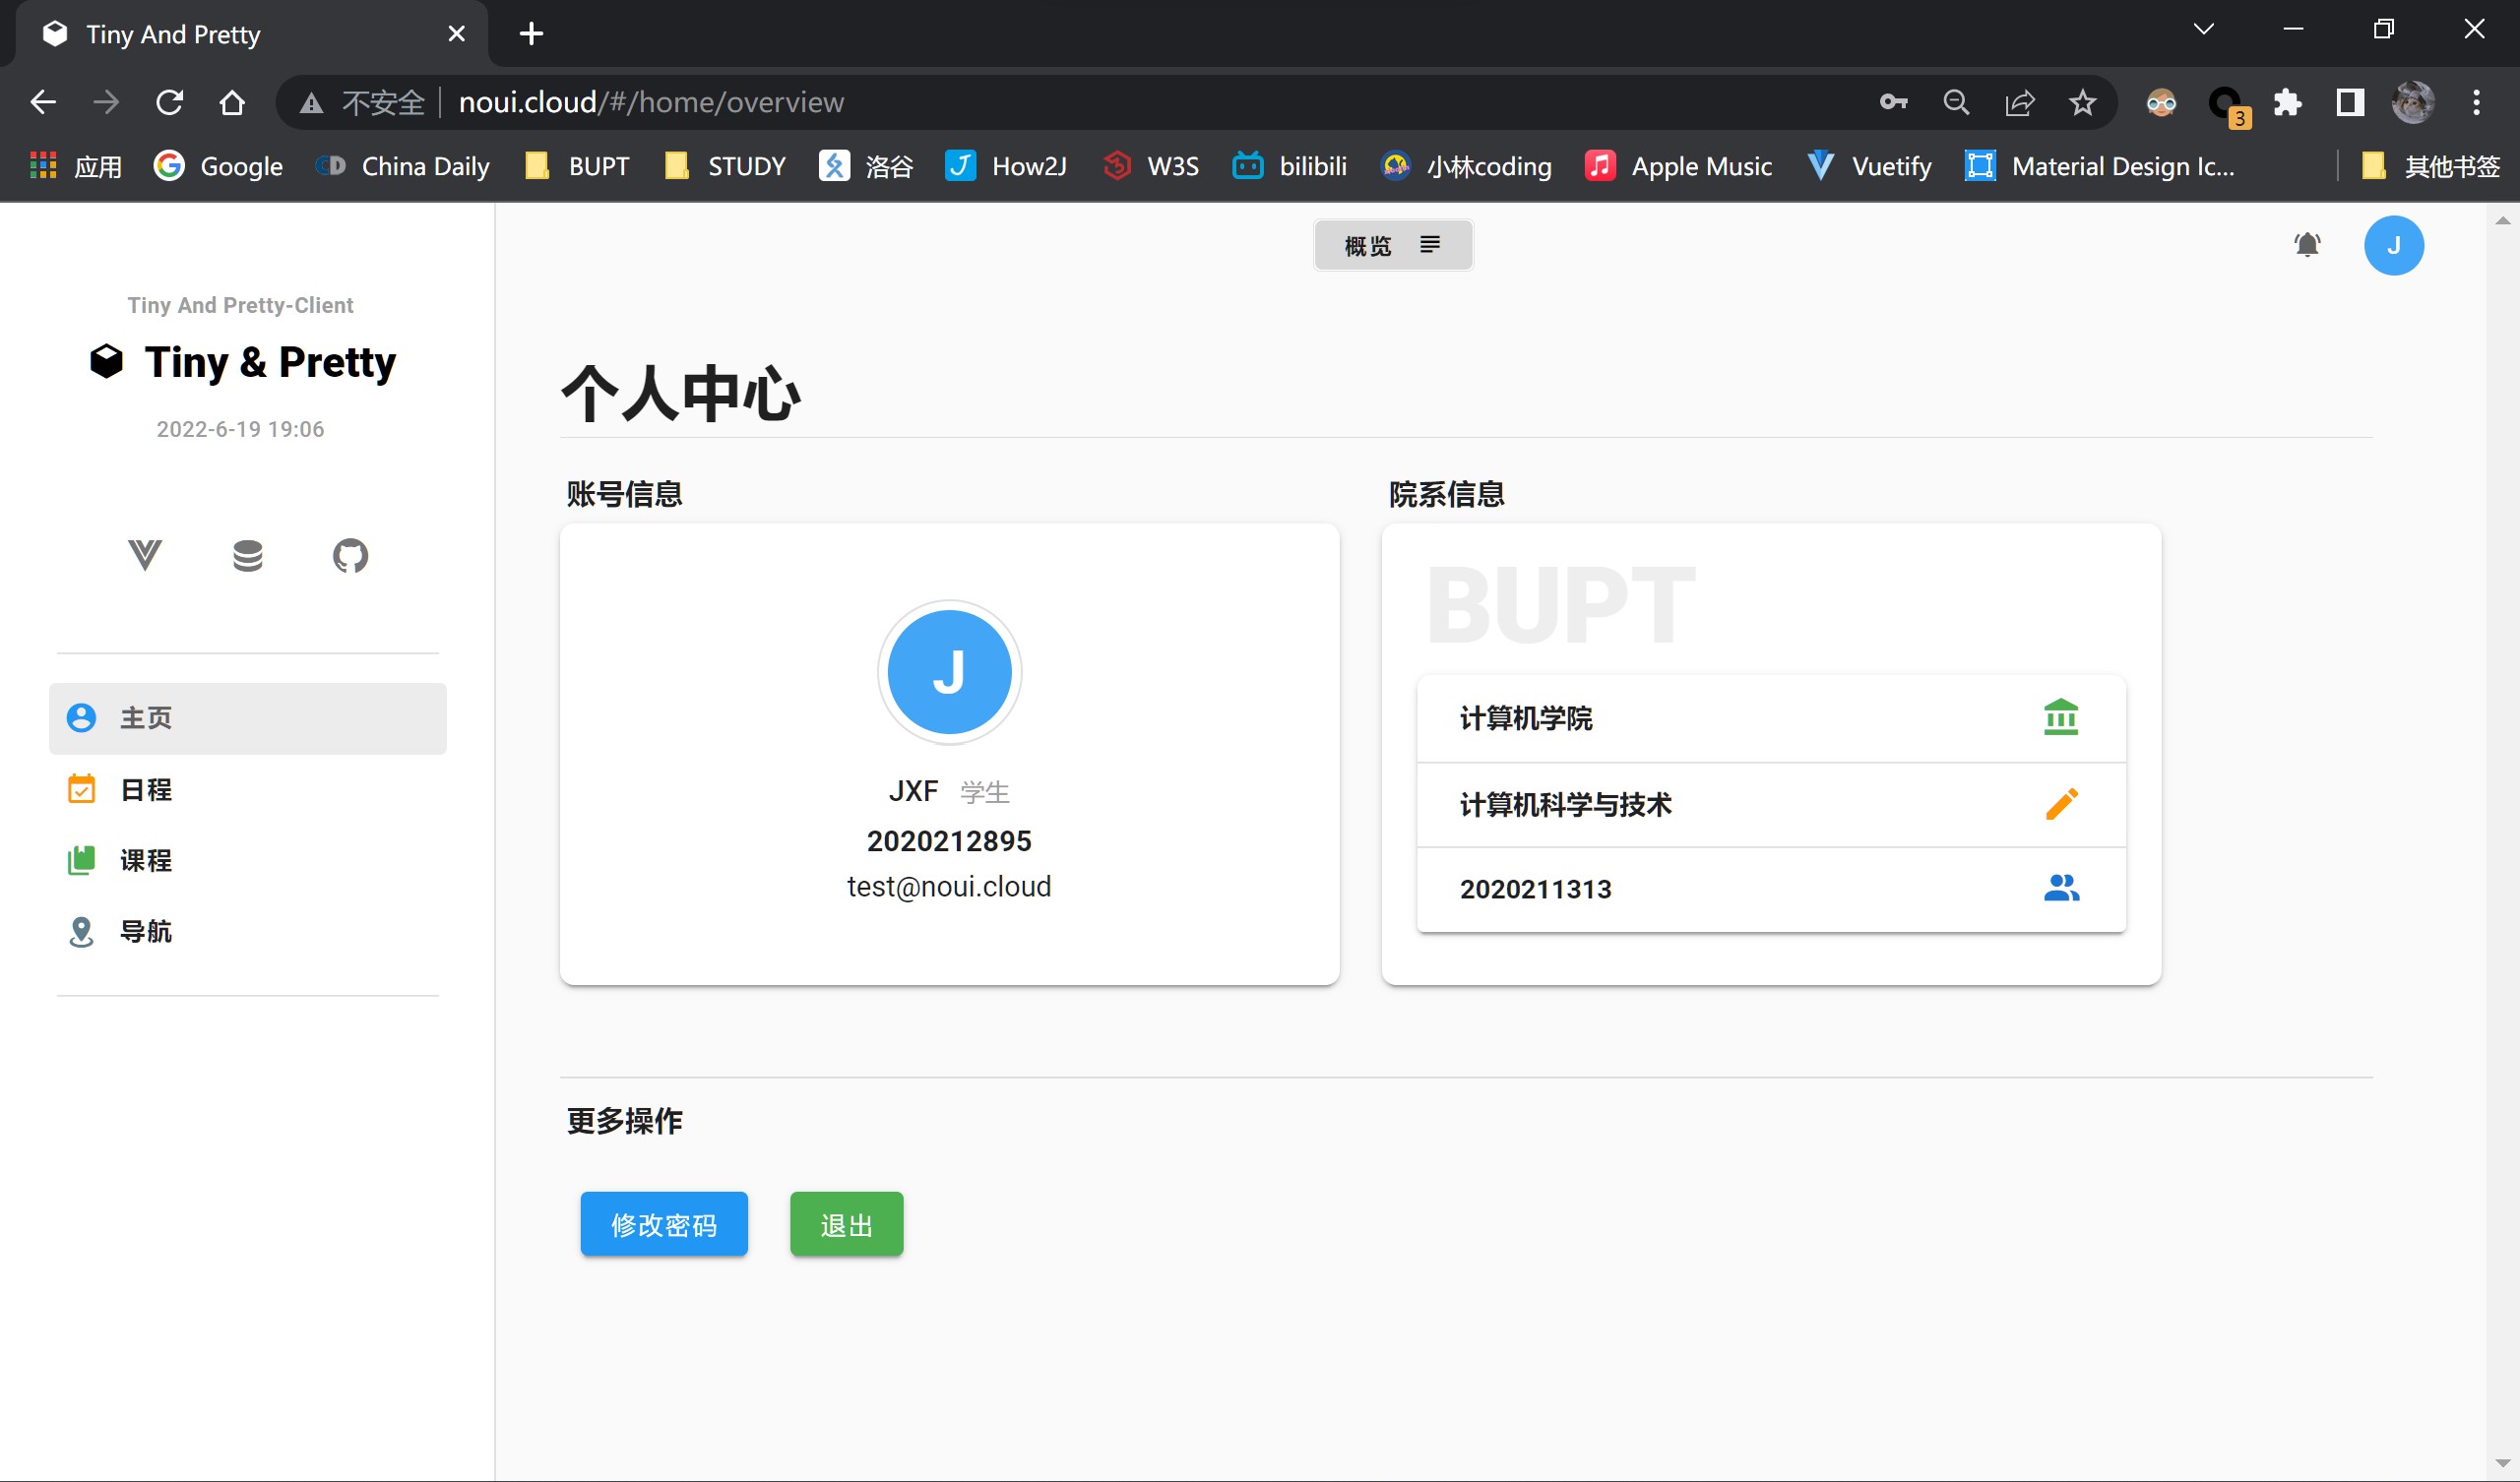 Tiny And Pretty
不安全 noui.cloud/#/home/overview
3
应用 Google China Daily BUPT STUDY 洛谷 How2J W3S bilibili 小林coding Apple Music Vuetify Material Design Ic... 其他书签
概览
J
Tiny And Pretty-Client
Tiny & Pretty
2022-6-19 19:06
主页
日程
课程
导航
个人中心
账号信息
J
JXF 学生
2020212895
test@noui.cloud
院系信息
BUPT
计算机学院
计算机科学与技术
2020211313
更多操作
修改密码 退出